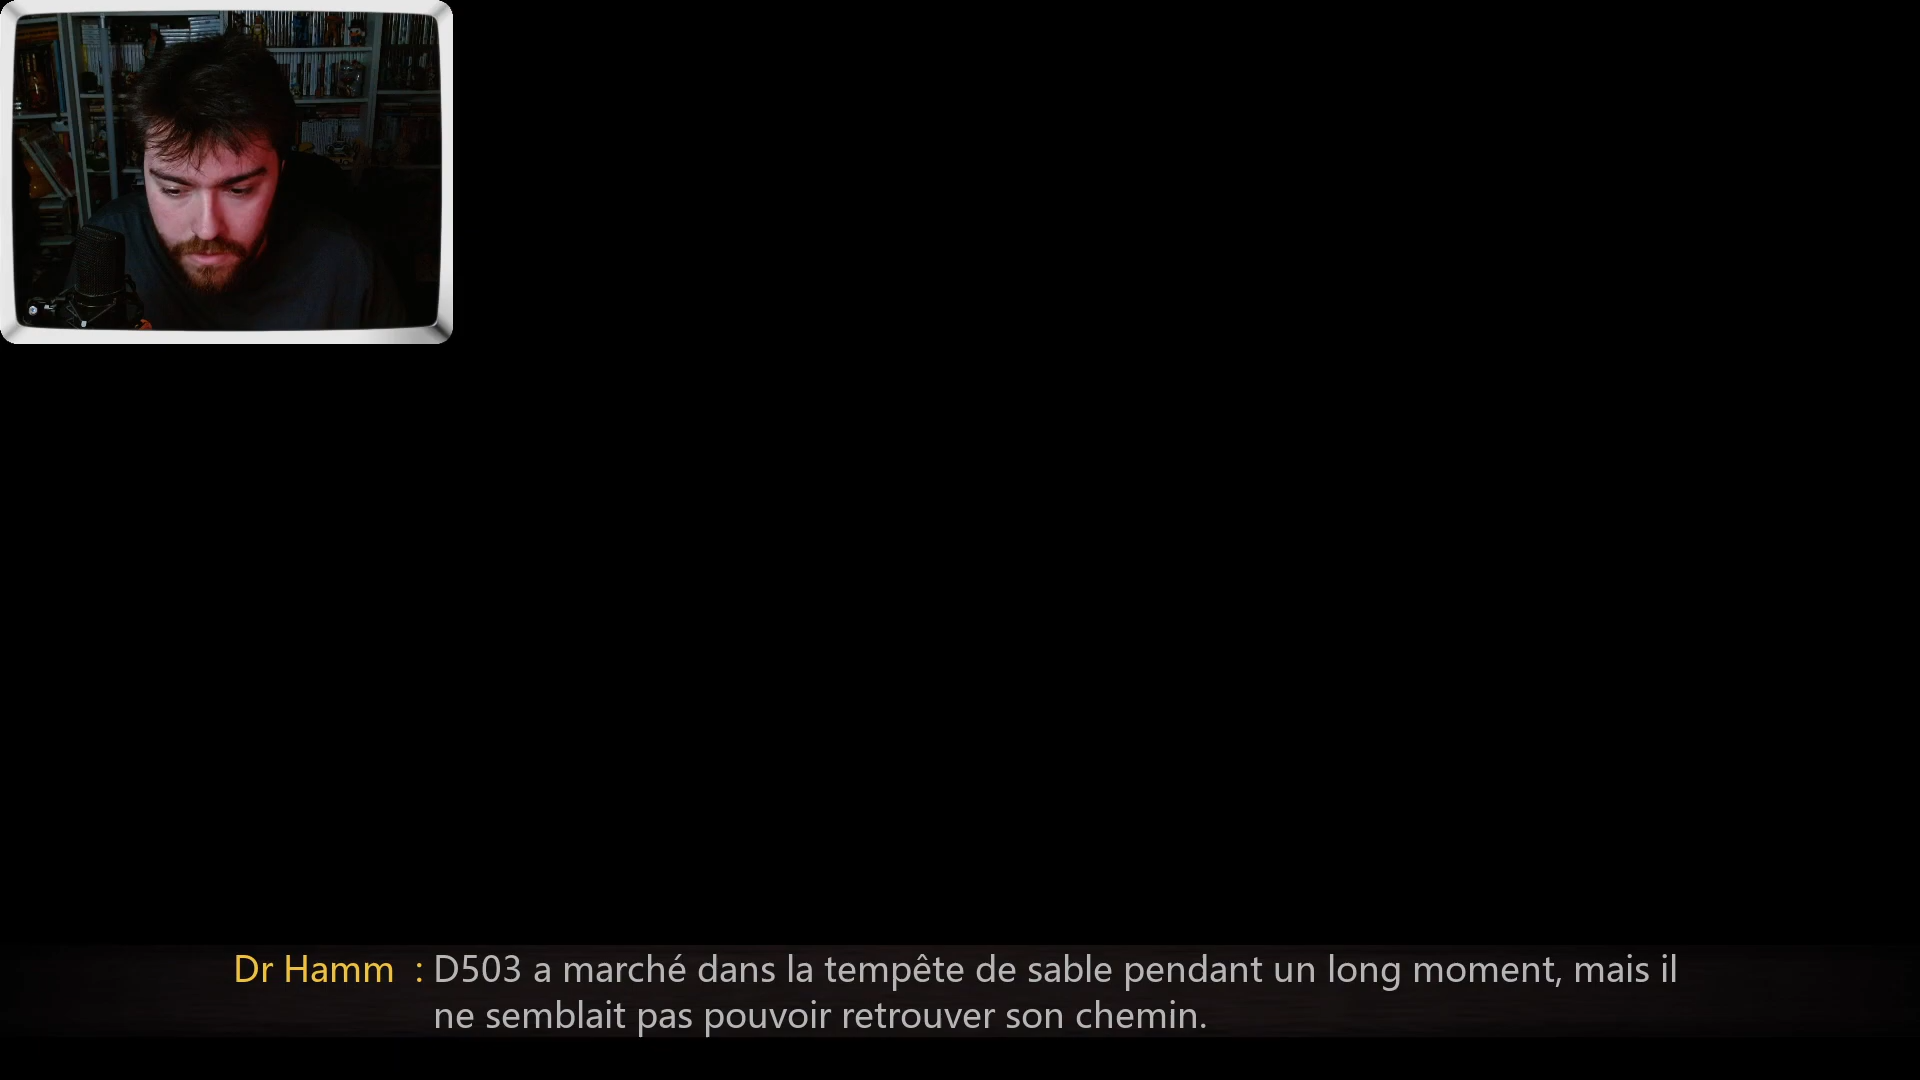 Dr Hamm : D503 a marché dans la tempête de sable pendant un long moment, mais il
ne semblait pas pouvoir retrouver son chemin.